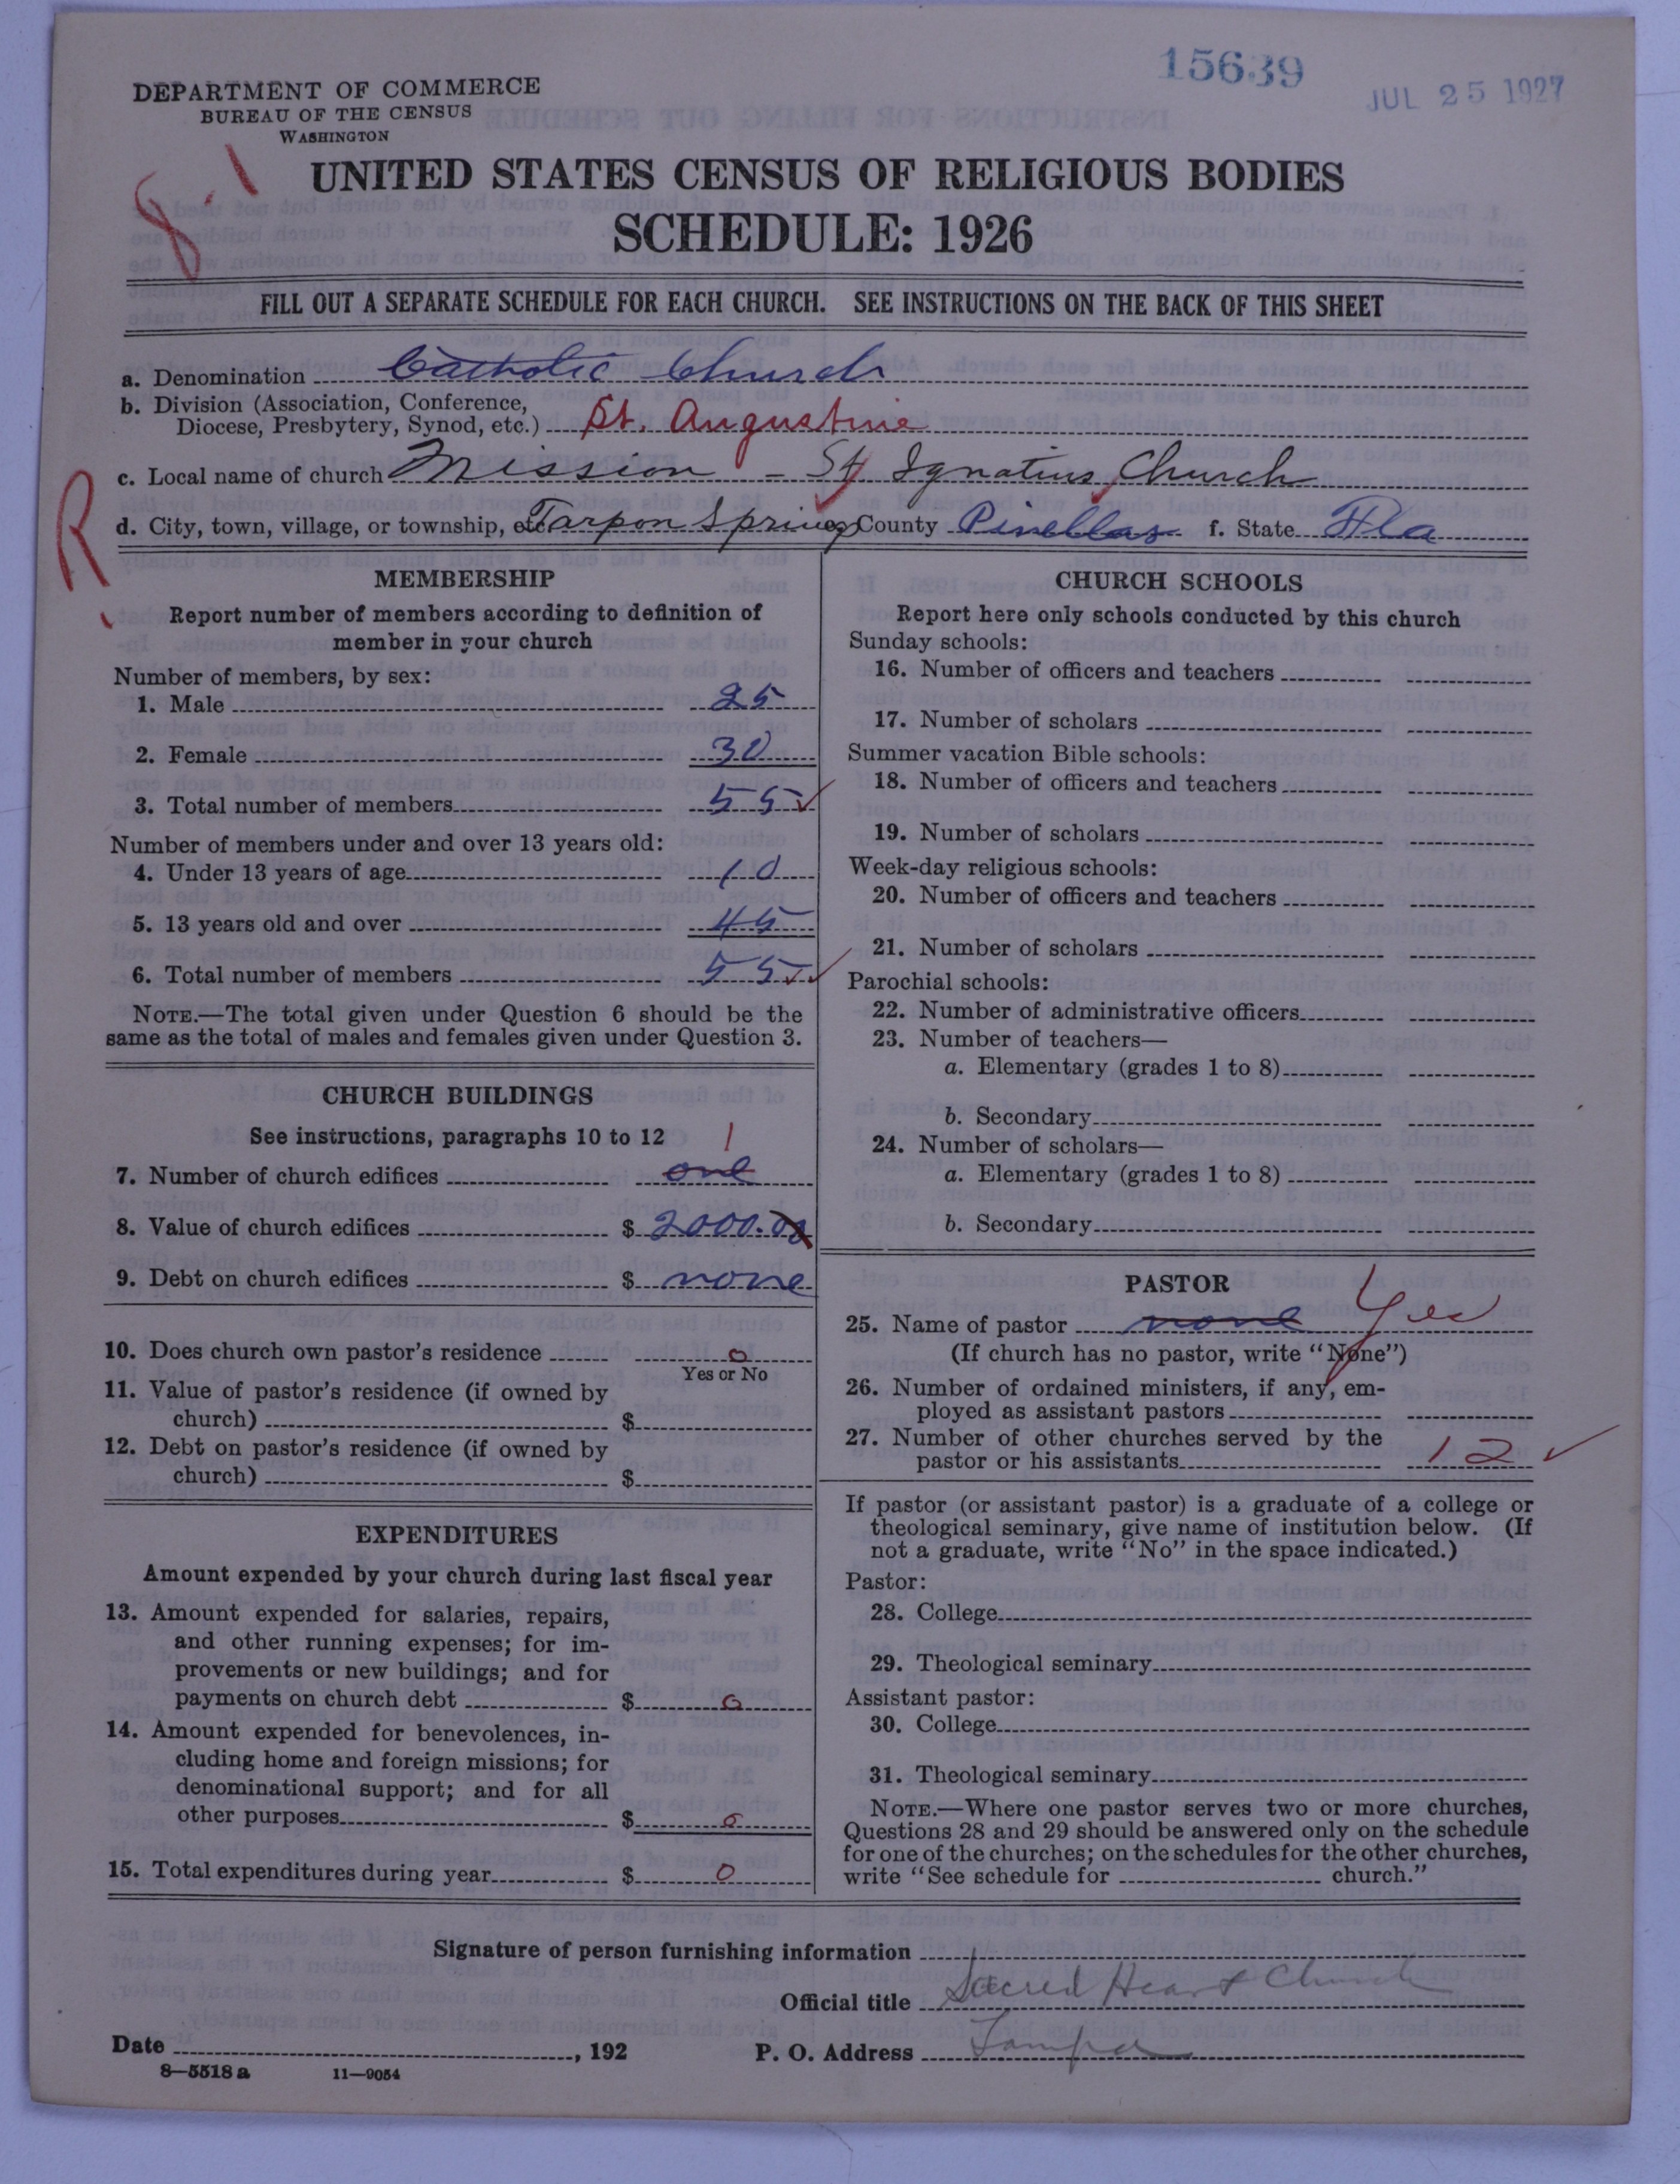 15639
JUL 25 1927
DEPARTMENT OF COMMERCE
BUREAU OF THE CENSUS
WASHINGTON
8.1
UNITED STATES CENSUS OF RELIGIOUS BODIES
SCHEDULE: 1926
FILL OUT A SEPARATE SCHEDULE FOR EACH CHURCH. SEE INSTRUCTIONS ON THE BACK OF THIS SHEET
a. Denomination Catholic Church
b. Division (Association, Conference,
Diocese, Presbytery, Synod, etc.) St. Augustine
c. Local name of church Mission - St Ignatius Church
R
d. City, town, village, or township, etc Tarpon Springs County Pinellas f. State Fla
MEMBERSHIP
Report number of members according to definition of
member in your church
Number of members, by sex:
1. Male 25
2. Female 30
3. Total number of members 55 ✓
Number of members under and over 13 years old:
4. Under 13 years of age 10
5. 13 years old and over 45
6. Total number of members 55 ✓ ✓
NOTE.—The total given under Question 6 should be the
same as the total of males and females given under Question 3.
CHURCH BUILDINGS
See instructions, paragraphs 10 to 12 1
7. Number of church edifices one
8. Value of church edifices $ 2000.00
9. Debt on church edifices $ none
10. Does church own pastor's residence 0
Yes or No
11. Value of pastor's residence (if owned by
church) $
12. Debt on pastor's residence (if owned by
church) $
EXPENDITURES
Amount expended by your church during last fiscal year
13. Amount expended for salaries, repairs,
and other running expenses; for im-
provements or new buildings; and for
payments on church debt $ 0
14. Amount expended for benevolences, in-
cluding home and foreign missions; for
denominational support; and for all
other purposes $ 0
15. Total expenditures during year $ 0
CHURCH SCHOOLS
Report here only schools conducted by this church
Sunday schools:
16. Number of officers and teachers
17. Number of scholars
Summer vacation Bible schools:
18. Number of officers and teachers
19. Number of scholars
Week-day religious schools:
20. Number of officers and teachers
21. Number of scholars
Parochial schools:
22. Number of administrative officers
23. Number of teachers—
a. Elementary (grades 1 to 8)
b. Secondary
24. Number of scholars—
a. Elementary (grades 1 to 8)
b. Secondary
PASTOR
25. Name of pastor none Yes
(If church has no pastor, write "None")
26. Number of ordained ministers, if any, em-
ployed as assistant pastors
27. Number of other churches served by the
pastor or his assistants 12 ✓
If pastor (or assistant pastor) is a graduate of a college or
theological seminary, give name of institution below. (If
not a graduate, write "No" in the space indicated.)
Pastor:
28. College
29. Theological seminary
Assistant pastor:
30. College
31. Theological seminary
NOTE.—Where one pastor serves two or more churches,
Questions 28 and 29 should be answered only on the schedule
for one of the churches; on the schedules for the other churches,
write "See schedule for church."
Signature of person furnishing information
Official title Sacred Heart Church
Date , 192 P. O. Address Tampa
8—5518 a 11—9054